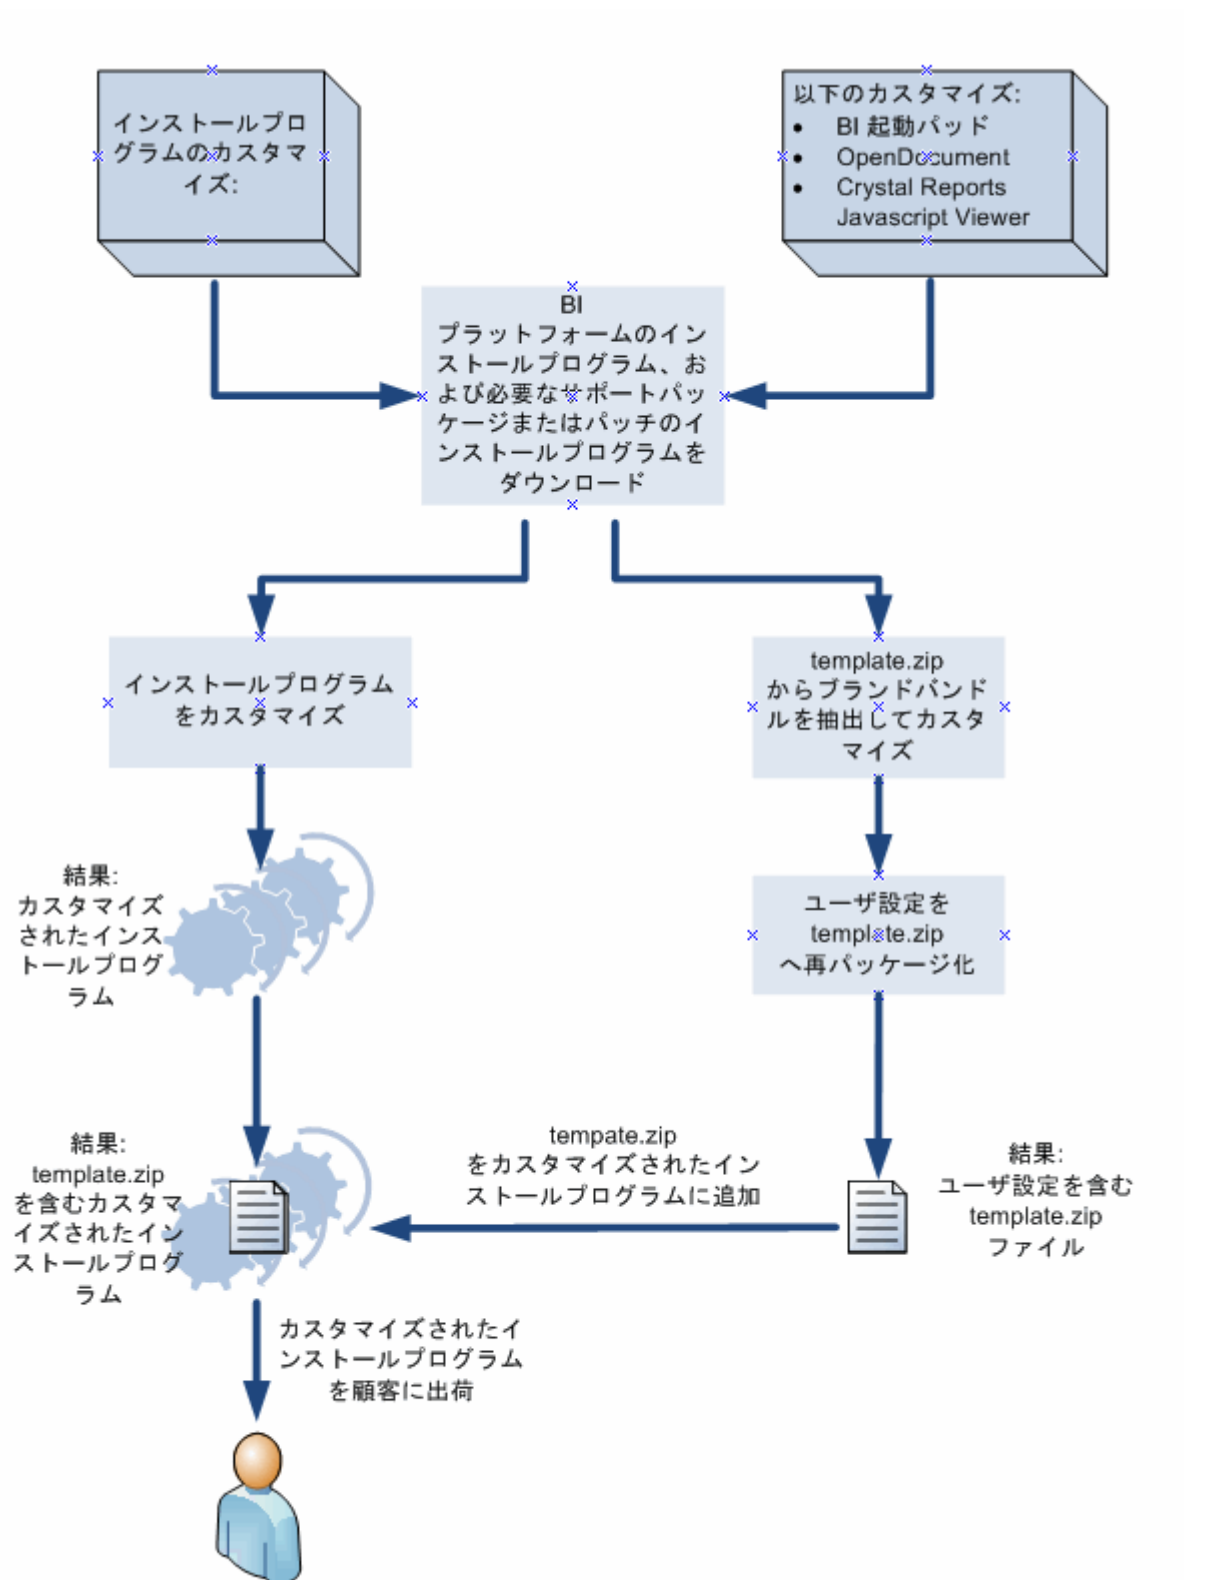 インストールプロ
グラムのカスタマ
イズ:
以下のカスタマイズ:
• BI 起動パッド
• OpenDocument
• Crystal Reports
Javascript Viewer
BI
プラットフォームのイン
ストールプログラム、お
よび必要なサポートパッ
ケージまたはパッチのイ
ンストールプログラムを
ダウンロード
インストールプログラム
をカスタマイズ
template.zip
からブランドバンド
ルを抽出してカスタ
マイズ
結果:
カスタマイズ
されたインス
トールプログ
ラム
ユーザ設定を
template.zip
へ再パッケージ化
結果:
template.zip
を含むカスタマ
イズされたイン
ストールプログ
ラム
tempate.zip
をカスタマイズされたイン
ストールプログラムに追加
結果:
ユーザ設定を含む
template.zip
ファイル
カスタマイズされたイ
ンストールプログラム
を顧客に出荷